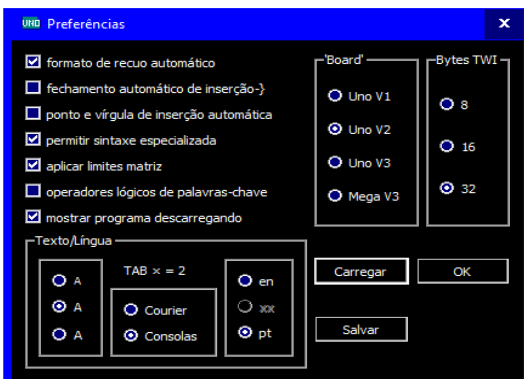 UNO Preferências x
formato de recuo automático
fechamento automático de inserção-}
ponto e vírgula de inserção automática
permitir sintaxe especializada
aplicar limites matriz
operadores lógicos de palavras-chave
mostrar programa descarregando
'Board'
Uno V1
Uno V2
Uno V3
Mega V3
Bytes TWI
8
16
32
Texto/Língua
A
A
A
TAB × = 2
Courier
Consolas
en
xx
pt
Carregar
OK
Salvar